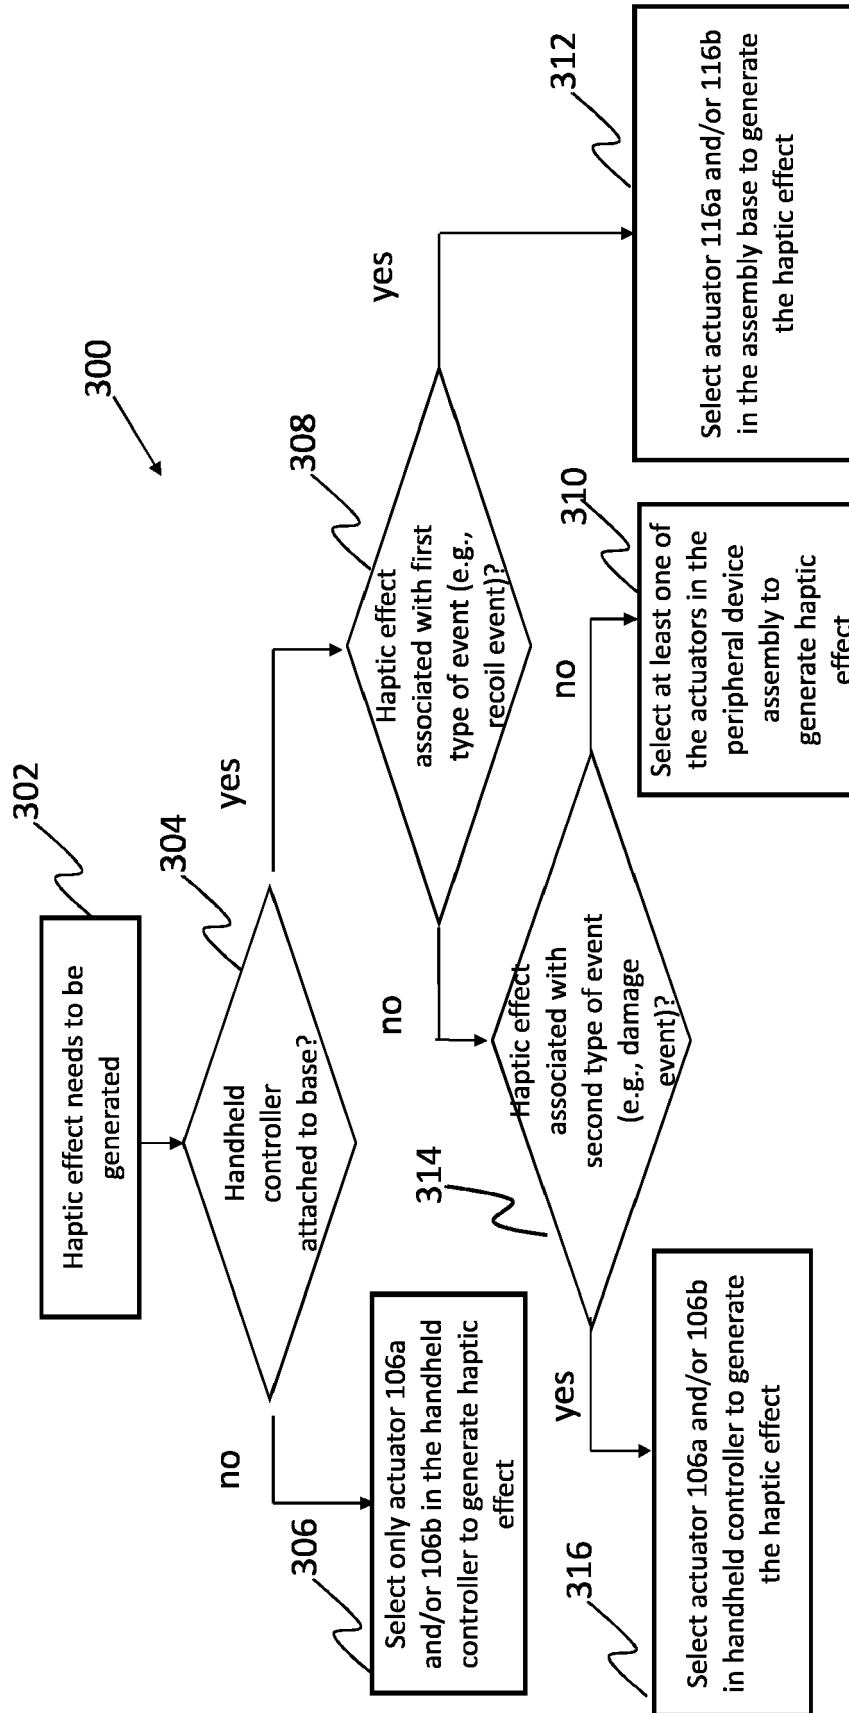 300
302
Haptic effect needs to be
generated
304
Handheld
controller
attached to base?
no
yes
306
Select only actuator 106a
and/or 106b in the handheld
controller to generate haptic
effect
308
Haptic effect
associated with first
type of event (e.g.,
recoil event)?
no
yes
314
Haptic effect
associated with
second type of event
(e.g., damage
event)?
yes
no
316
Select actuator 106a and/or 106b
in handheld controller to generate
the haptic effect
310
Select at least one of
the actuators in the
peripheral device
assembly to
generate haptic
effect
312
Select actuator 116a and/or 116b
in the assembly base to generate
the haptic effect